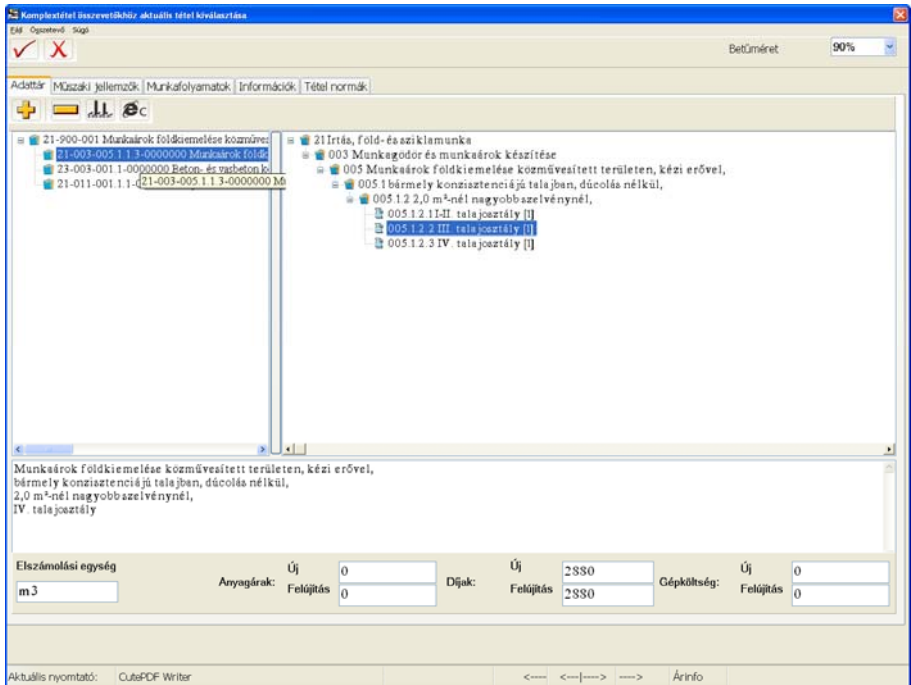 Komplextétel összevetőkhöz aktuális tétel kiválasztása
Összetevő Súgó
Betűméret 90%
Adattár Műszaki jellemzők Munkafolyamatok Információk Tétel normák
21-900-001 Munkaárok földkiemelése közműves
21-003-005.1.1.3-0000000 Munkaárok földk
23-003-001.1-0000000 Beton- és vasbeton k
21-011-001.1.1-
21-003-005.1.1.3-0000000 M
21 Irtás, föld- és sziklamunka
003 Munkagödör és munkaárok készítése
005 Munkaárok földkiemelése közművesített területen, kézi erővel,
005.1 bármely konzisztenciájú talajban, dúcolás nélkül,
005.1.2 2,0 m²-nél nagyobb szelvénynél,
005.1.2.1 I-II. talajosztály [1]
005.1.2.2 III. talajosztály [1]
005.1.2.3 IV. talajosztály [1]
Munkaárok földkiemelése közművesített területen, kézi erővel,
bármely konzisztenciájú talajban, dúcolás nélkül,
2,0 m²-nél nagyobb szelvénynél,
IV. talajosztály
Elszámolási egység
m3
Anyagárak:
Új 0
Felújítás 0
Díjak:
Új 2880
Felújítás 2880
Gépköltség:
Új 0
Felújítás 0
Aktuális nyomtató: CutePDF Writer <---- <---|----> ----> Árinfo